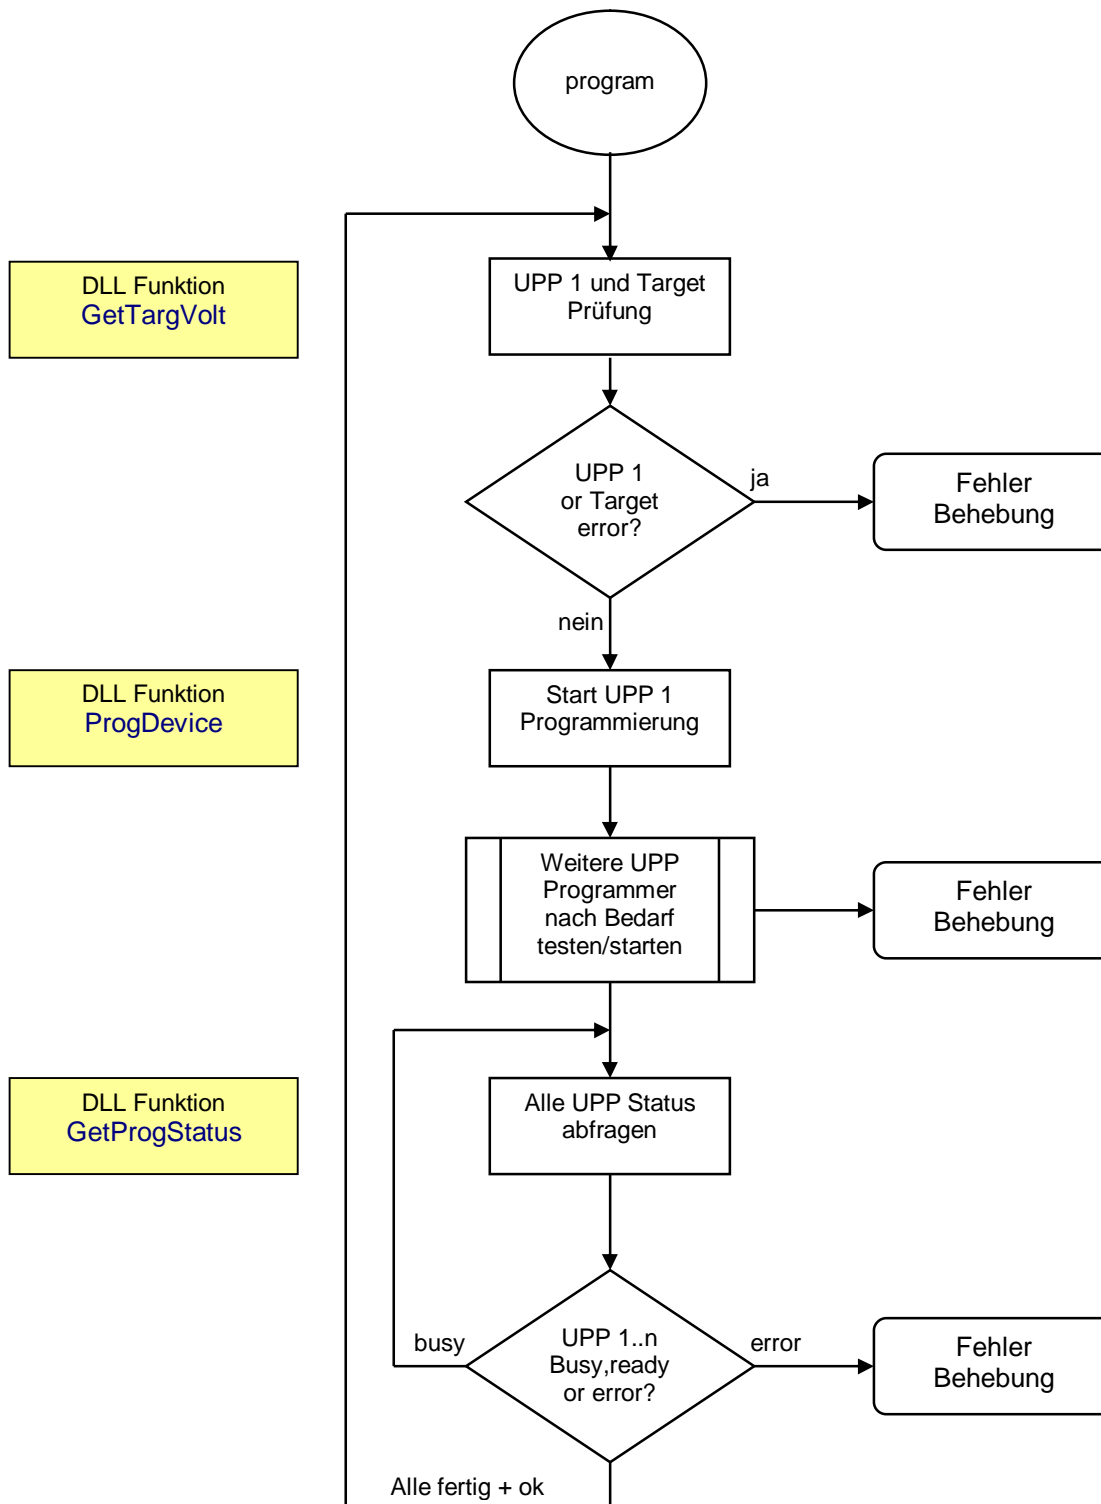 program
DLL Funktion
GetTargVolt
UPP 1 und Target
Prüfung
UPP 1
or Target
error?
ja
Fehler
Behebung
nein
DLL Funktion
ProgDevice
Start UPP 1
Programmierung
Weitere UPP
Programmer
nach Bedarf
testen/starten
Fehler
Behebung
DLL Funktion
GetProgStatus
Alle UPP Status
abfragen
busy
UPP 1..n
Busy,ready
or error?
error
Fehler
Behebung
Alle fertig + ok